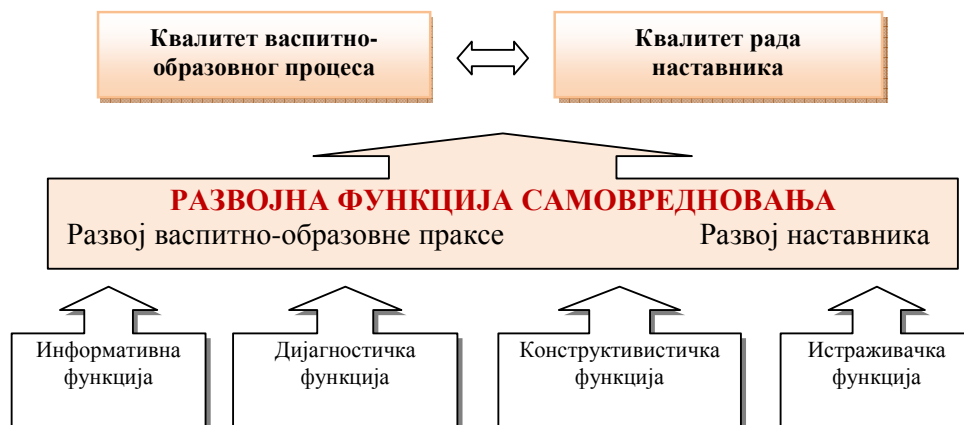 Квалитет васпитно-
образовног процеса
Квалитет рада
наставника
РАЗВОЈНА ФУНКЦИЈА САМОВРЕДНОВАЊА
Развој васпитно-образовне праксе Развој наставника
Информативна
функција
Дијагностичка
функција
Конструктивистичка
функција
Истраживачка
функција